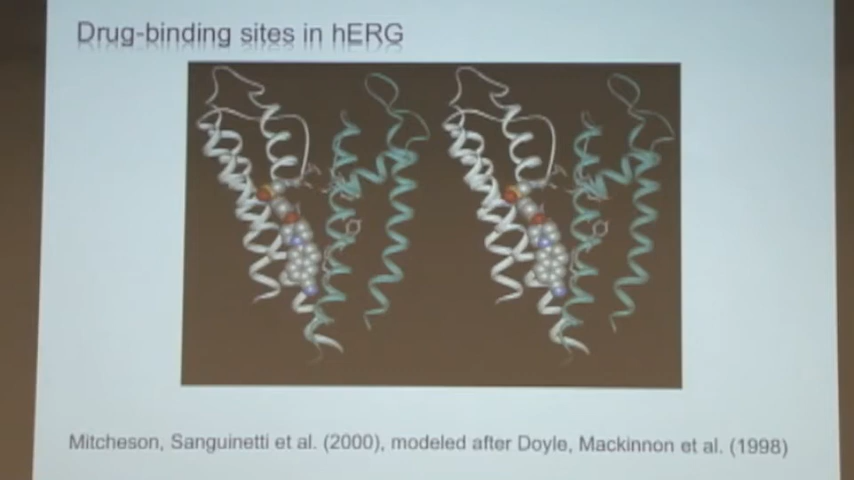 Drug-binding sites in hERG
Mitcheson, Sanguinetti et al. (2000), modeled after Doyle, Mackinnon et al. (1998)